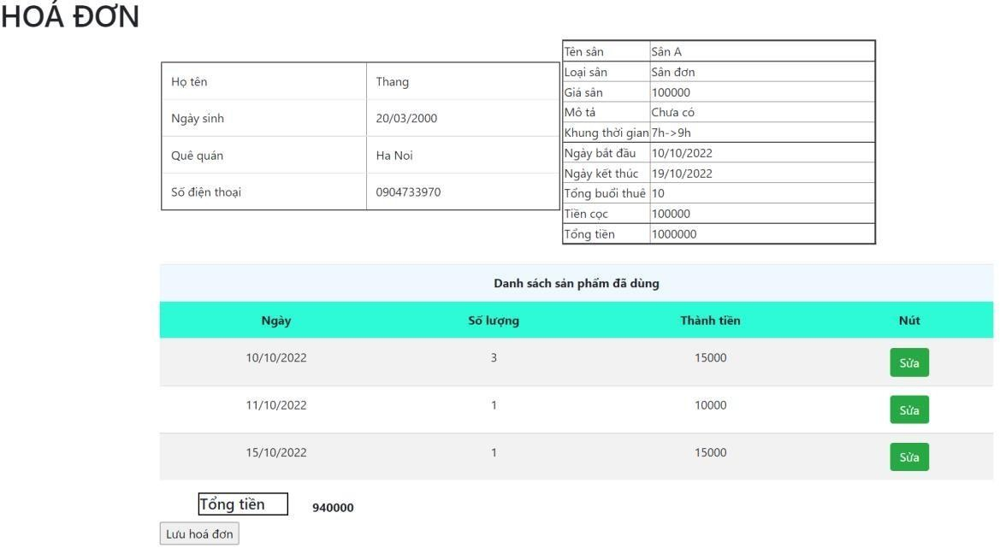 HOÁ ĐƠN
Họ tên Thang
Ngày sinh 20/03/2000
Quê quán Ha Noi
Số điện thoại 0904733970
Tên sân Sân A
Loại sân Sân đơn
Giá sân 100000
Mô tả Chưa có
Khung thời gian 7h->9h
Ngày bắt đầu 10/10/2022
Ngày kết thúc 19/10/2022
Tổng buổi thuê 10
Tiền cọc 100000
Tổng tiền 1000000
Danh sách sản phẩm đã dùng
Ngày Số lượng Thành tiền Nút
10/10/2022 3 15000 Sửa
11/10/2022 1 10000 Sửa
15/10/2022 1 15000 Sửa
Tổng tiền 940000
Lưu hoá đơn